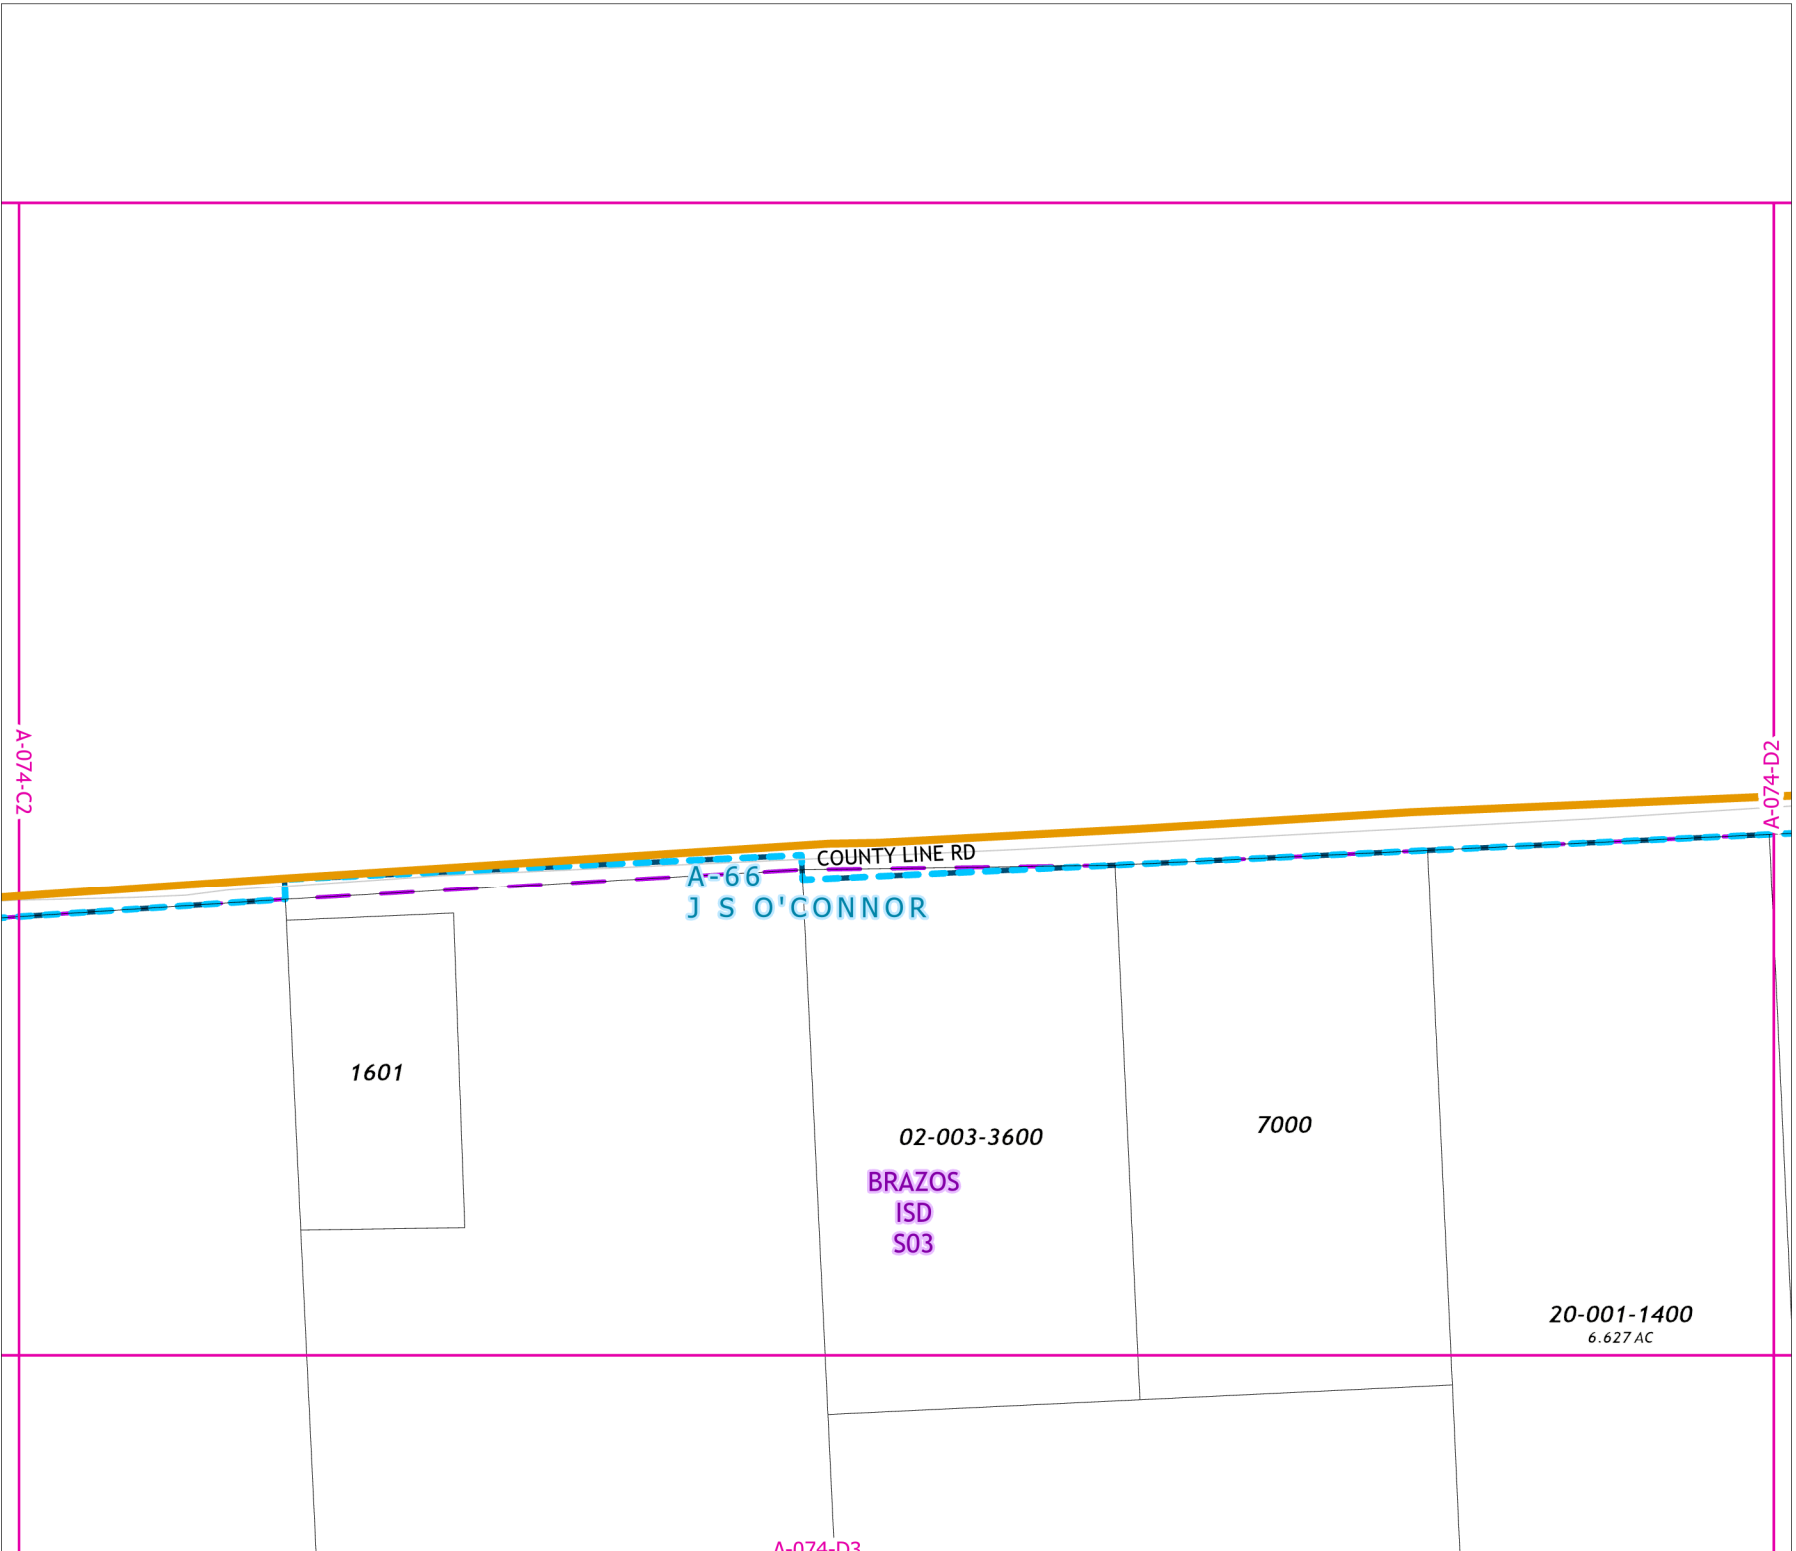 A-074-C2
A-074-D2
COUNTY LINE RD
A-66
J S O'CONNOR
1601
02-003-3600
7000
BRAZOS
ISD
S03
20-001-1400
6.627 AC
A-074-D3